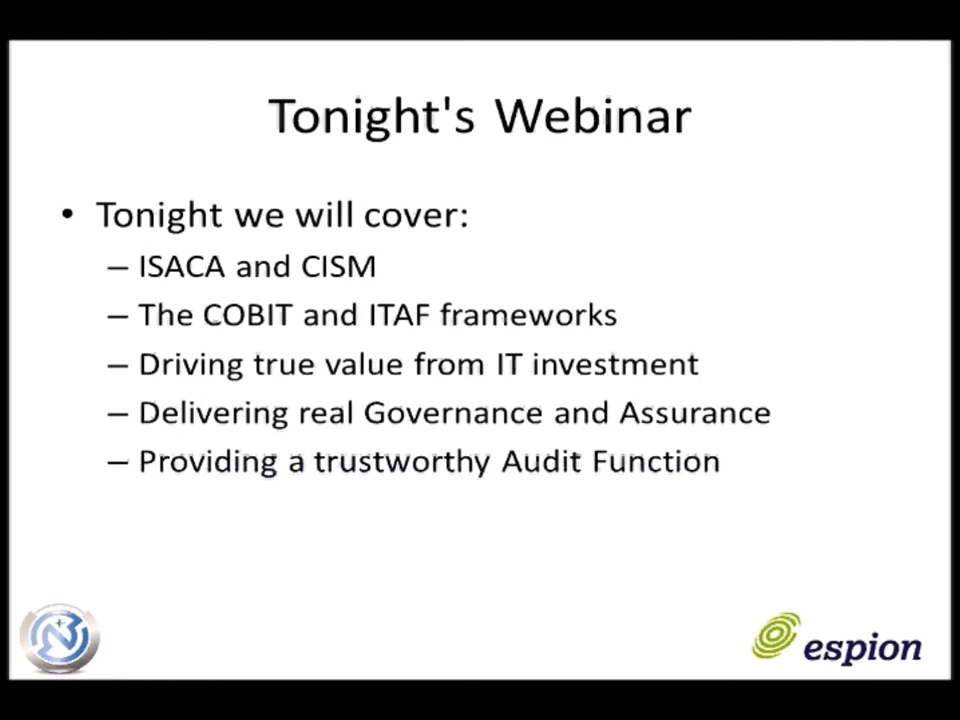 Tonight's Webinar
• Tonight we will cover:
– ISACA and CISM
– The COBIT and ITAF frameworks
– Driving true value from IT investment
– Delivering real Governance and Assurance
– Providing a trustworthy Audit Function
espion